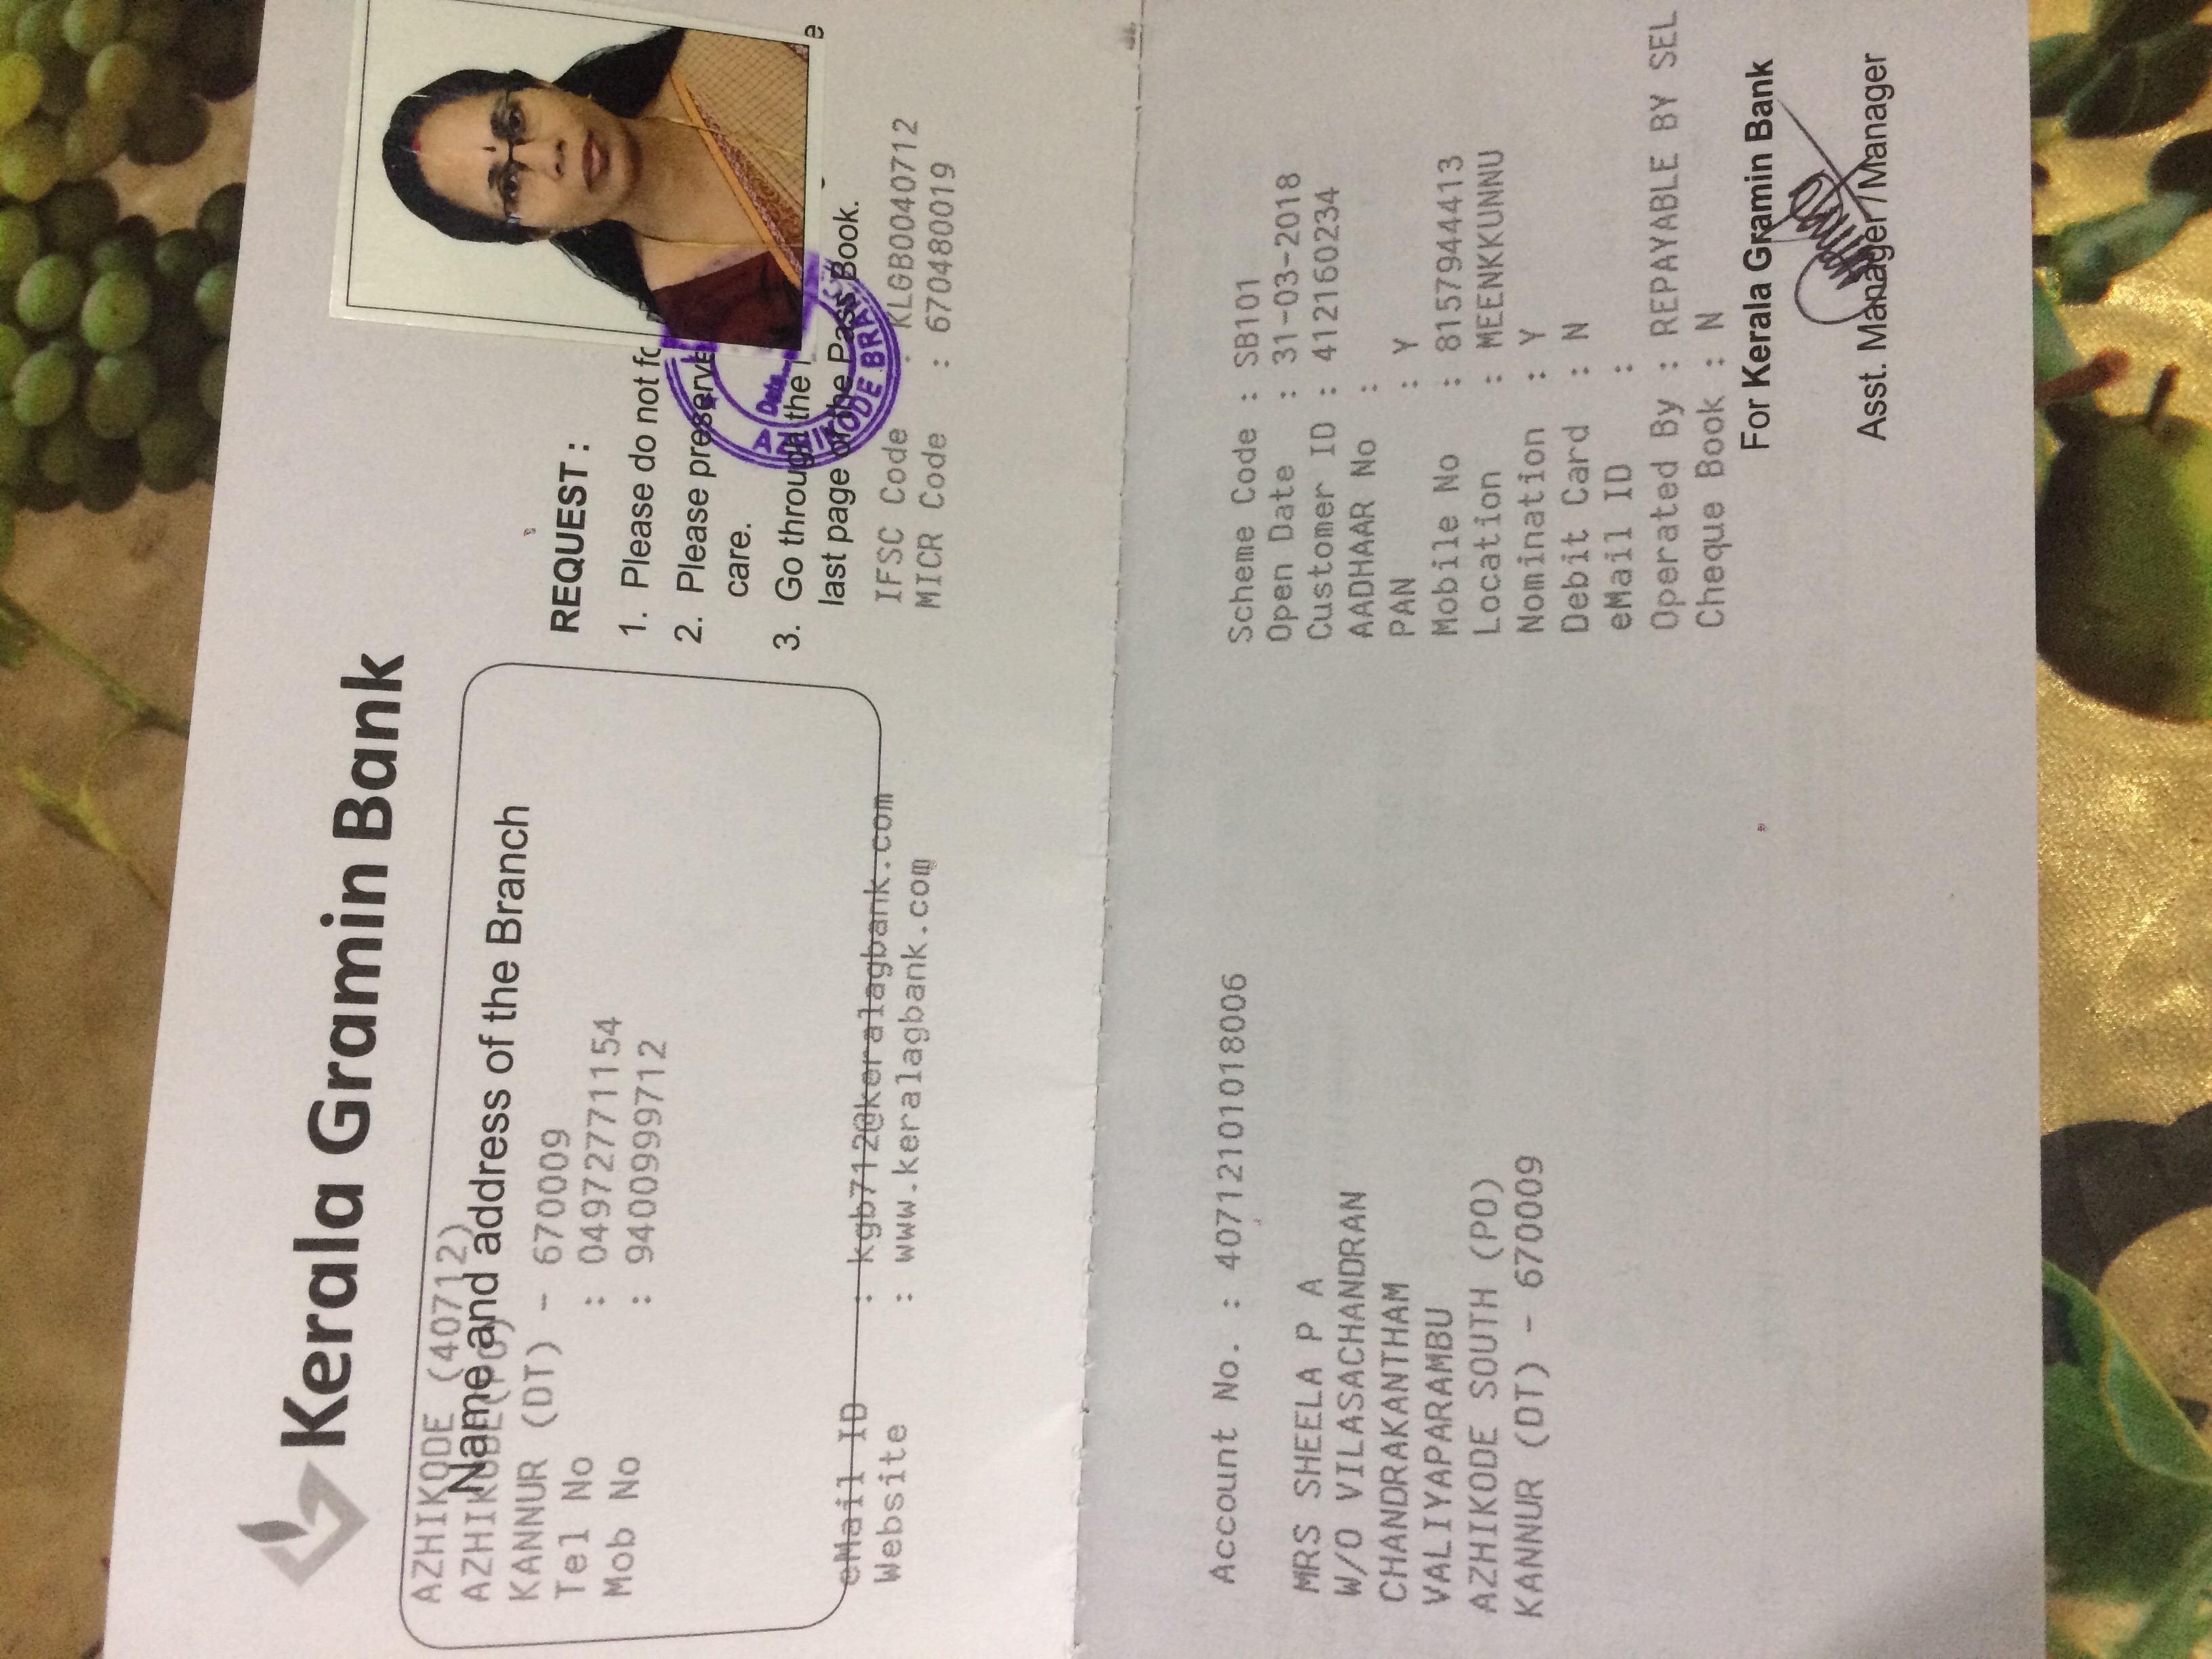 Kerala Gramin Bank
AZHIKODE (40712)
Name and address of the Branch
AZHIKODE(PO)
KANNUR (DT) - 670009
Tel No : 04972771154
Mob No : 9400999712
eMail ID : kgb712@keralagbank.com
Website : www.keralagbank.com
REQUEST :
1. Please do not
2. Please preserve
care.
3. Go through the
last page of the Pass Book.
Date
AZHIKODE BRANCH
IFSC Code : KLGB0040712
MICR Code : 670480019
Account No. : 40712101018006
MRS SHEELA P A
W/O VILASACHANDRAN
CHANDRAKANTHAM
VALIYAPARAMBU
AZHIKODE SOUTH (PO)
KANNUR (DT) - 670009
Scheme Code : SB101
Open Date : 31-03-2018
Customer ID : 412160234
AADHAAR No :
PAN : Y
Mobile No : 8157944413
Location : MEENKKUNNU
Nomination : Y
Debit Card : N
eMail ID :
Operated By : REPAYABLE BY SEL
Cheque Book : N
For Kerala Gramin Bank
Asst. Manager / Manager